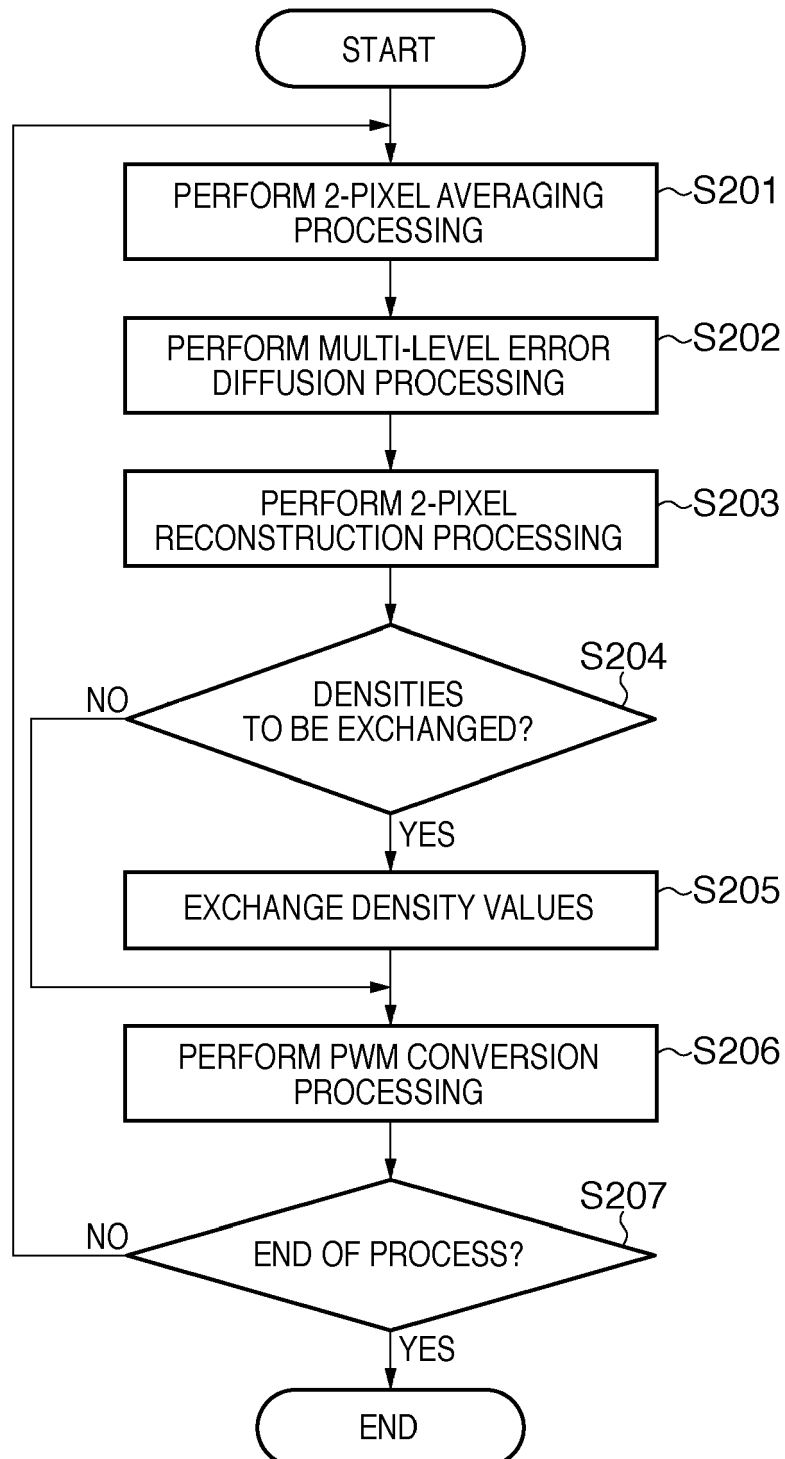 START
PERFORM 2-PIXEL AVERAGING
PROCESSING
S201
PERFORM MULTI-LEVEL ERROR
DIFFUSION PROCESSING
S202
PERFORM 2-PIXEL
RECONSTRUCTION PROCESSING
S203
S204
NO
DENSITIES
TO BE EXCHANGED?
YES
EXCHANGE DENSITY VALUES
S205
PERFORM PWM CONVERSION
PROCESSING
S206
S207
NO
END OF PROCESS?
YES
END